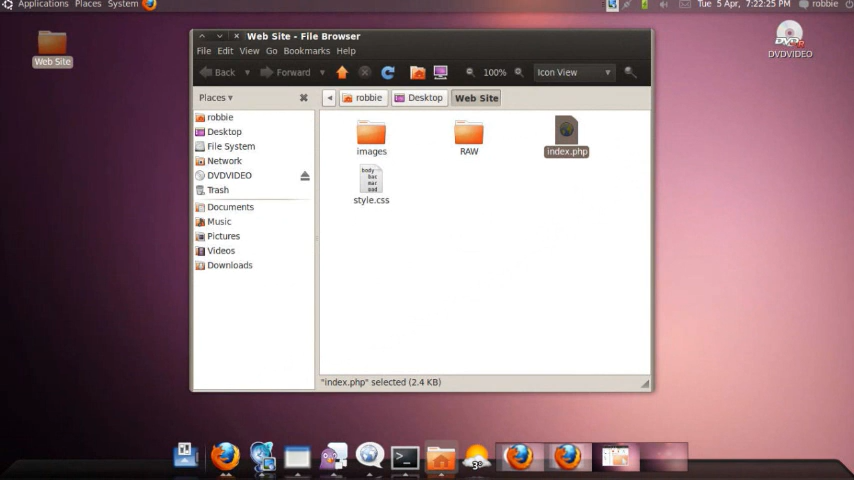 Applications Places System
Tue 5 Apr, 7:22:25 PM robbie
Web Site
DVDVIDEO
Web Site - File Browser
File Edit View Go Bookmarks Help
Back Forward 100% Icon View
Places
robbie Desktop Web Site
robbie
Desktop
File System
Network
DVDVIDEO
Trash
Documents
Music
Pictures
Videos
Downloads
images RAW index.php
body
bac
mar
style.css
"index.php" selected (2.4 KB)